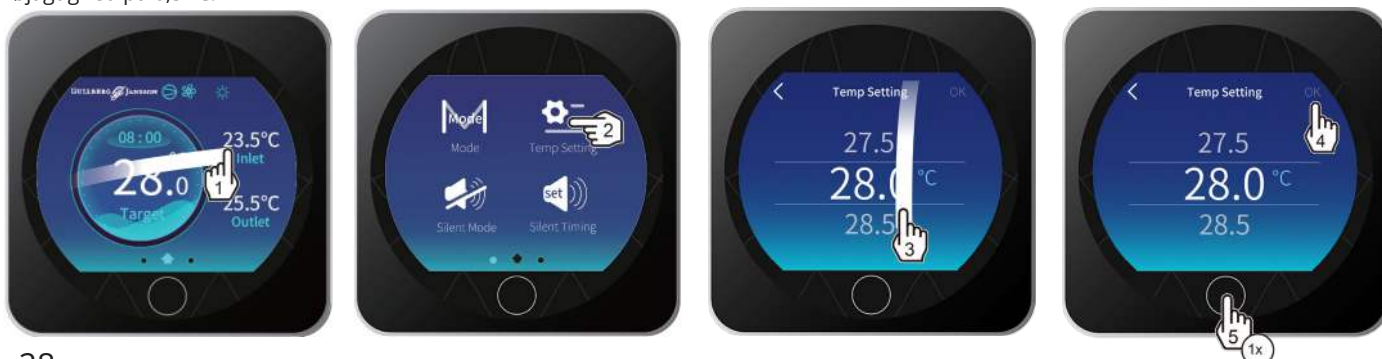 GULLBERG & JANSSON
08:00
28.0
Target
23.5°C
Inlet
25.5°C
Outlet
1
Mode
Mode
Temp Setting
2
set
Silent Mode
Silent Timing
Temp Setting
OK
27.5
28.0 °C
28.5
3
Temp Setting
OK
4
27.5
28.0 °C
28.5
5
1x